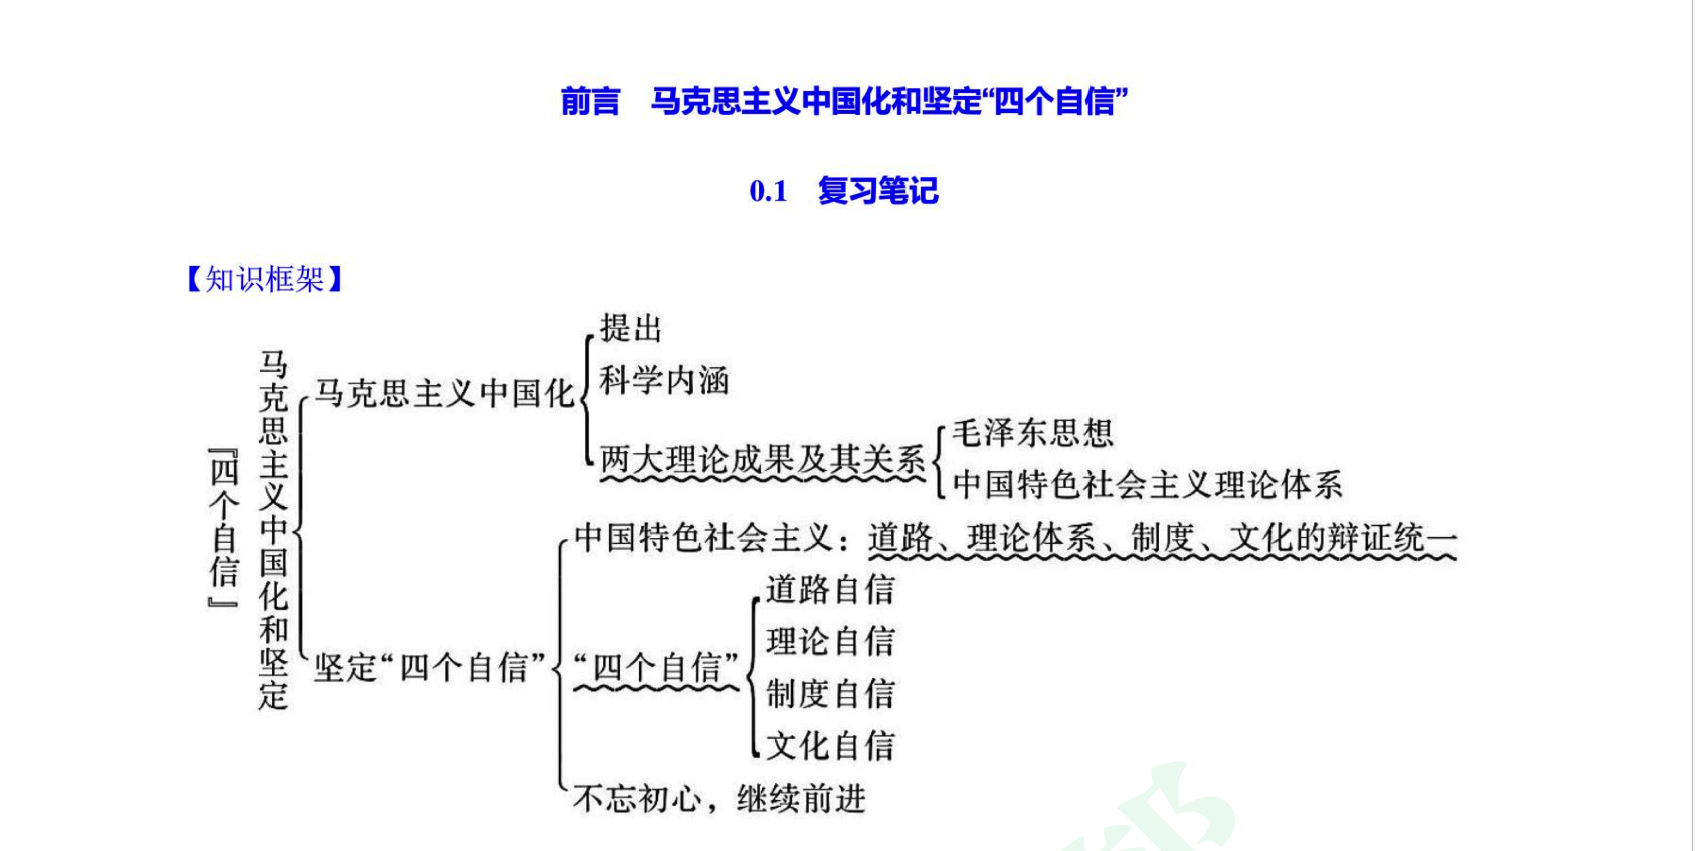 前言 马克思主义中国化和坚定“四个自信”
0.1 复习笔记
【知识框架】
马克思主义中国化和坚定
『四个自信』
马克思主义中国化
提出
科学内涵
两大理论成果及其关系
毛泽东思想
中国特色社会主义理论体系
坚定“四个自信”
中国特色社会主义：道路、理论体系、制度、文化的辩证统一
“四个自信”
道路自信
理论自信
制度自信
文化自信
不忘初心，继续前进